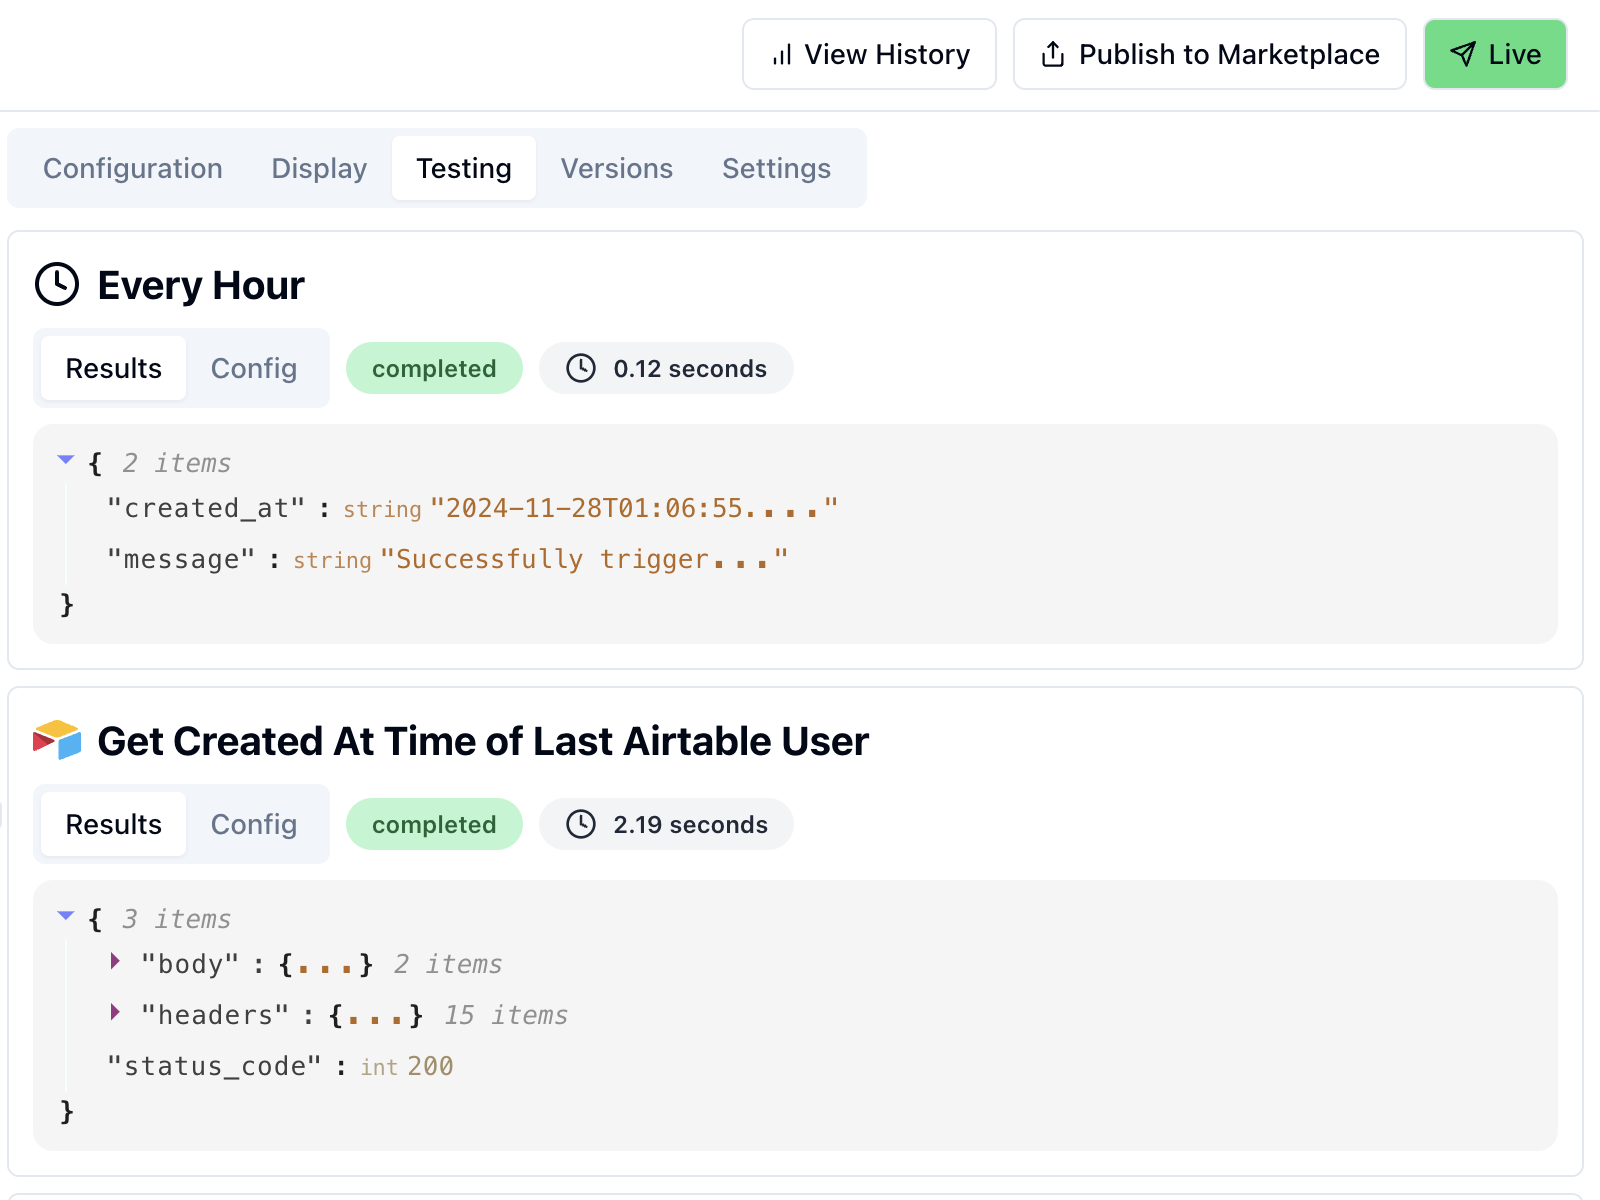 View History Publish to Marketplace Live
Configuration Display Testing Versions Settings
Every Hour
Results Config completed 0.12 seconds
{ 2 items
"created_at" : string "2024-11-28T01:06:55....."
"message" : string "Successfully trigger..."
}
Get Created At Time of Last Airtable User
Results Config completed 2.19 seconds
{ 3 items
"body" : {...} 2 items
"headers" : {...} 15 items
"status_code" : int 200
}